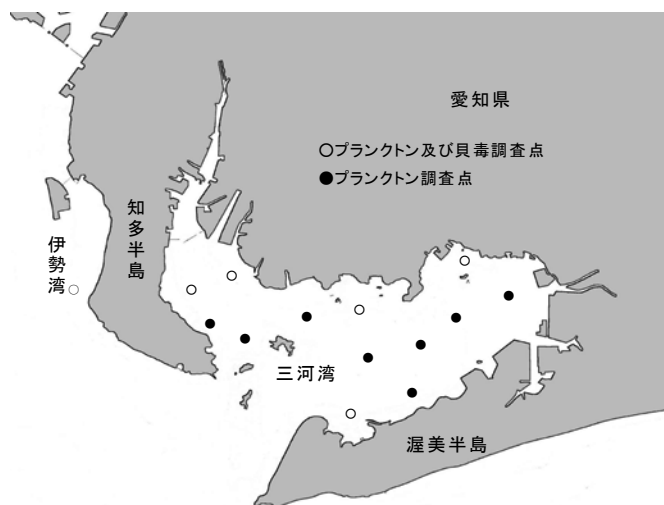 愛知県
○プランクトン及び貝毒調査点
●プランクトン調査点
知多半島
伊勢湾
三河湾
渥美半島